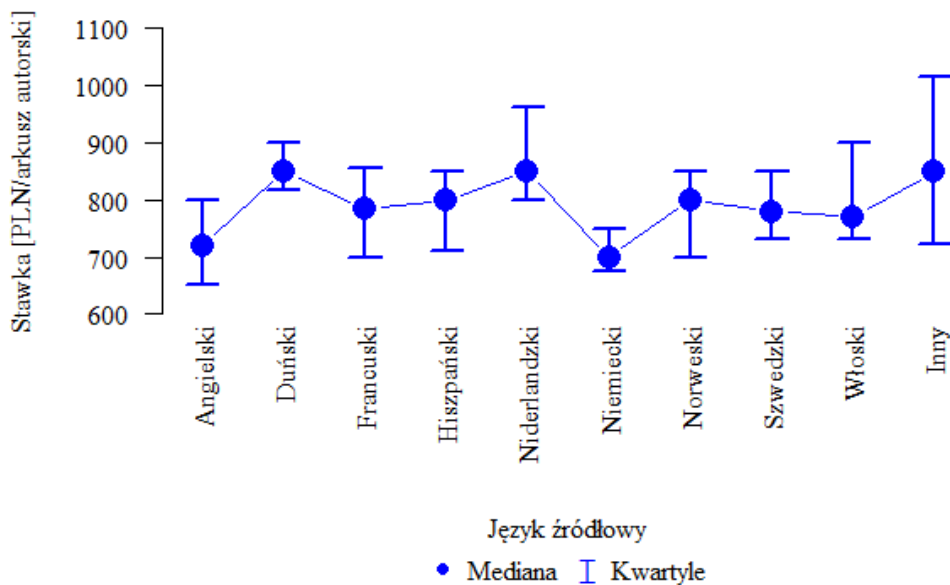 Stawka [PLN/arkusz autorski]
1100
1000
900
800
700
600
Angielski
Duński
Francuski
Hiszpański
Niderlandzki
Niemiecki
Norweski
Szwedzki
Włoski
Inny
Język źródłowy
Mediana Kwartyle